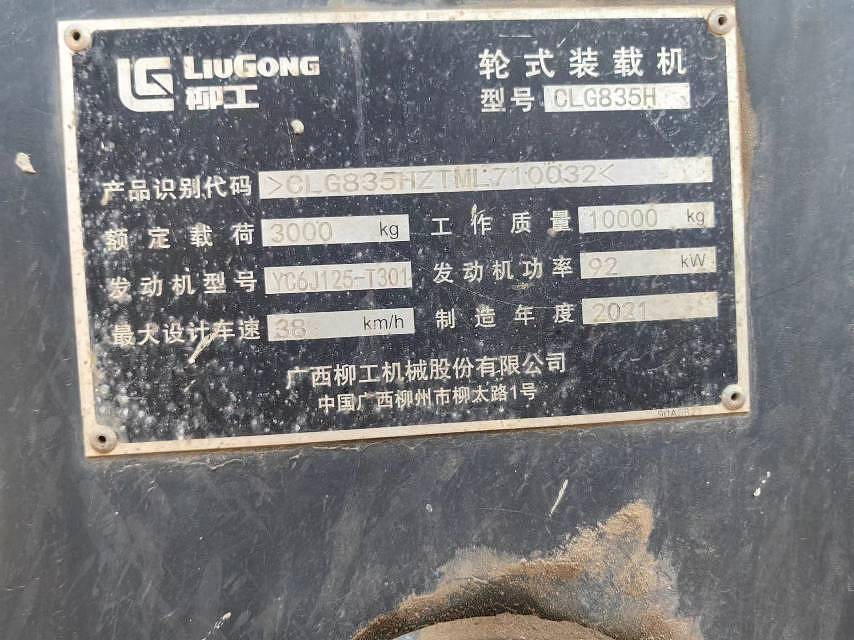 LIUGONG 轮式装载机
柳工 型号 CLG835H
产品识别代码 >CLG835HZTML710032<
额定载荷 3000 kg 工作质量 10000 kg
发动机型号 YC6J125-T301 发动机功率 92 kW
最大设计车速 38 km/h 制造年度 2021
广西柳工机械股份有限公司
中国广西柳州市柳太路1号